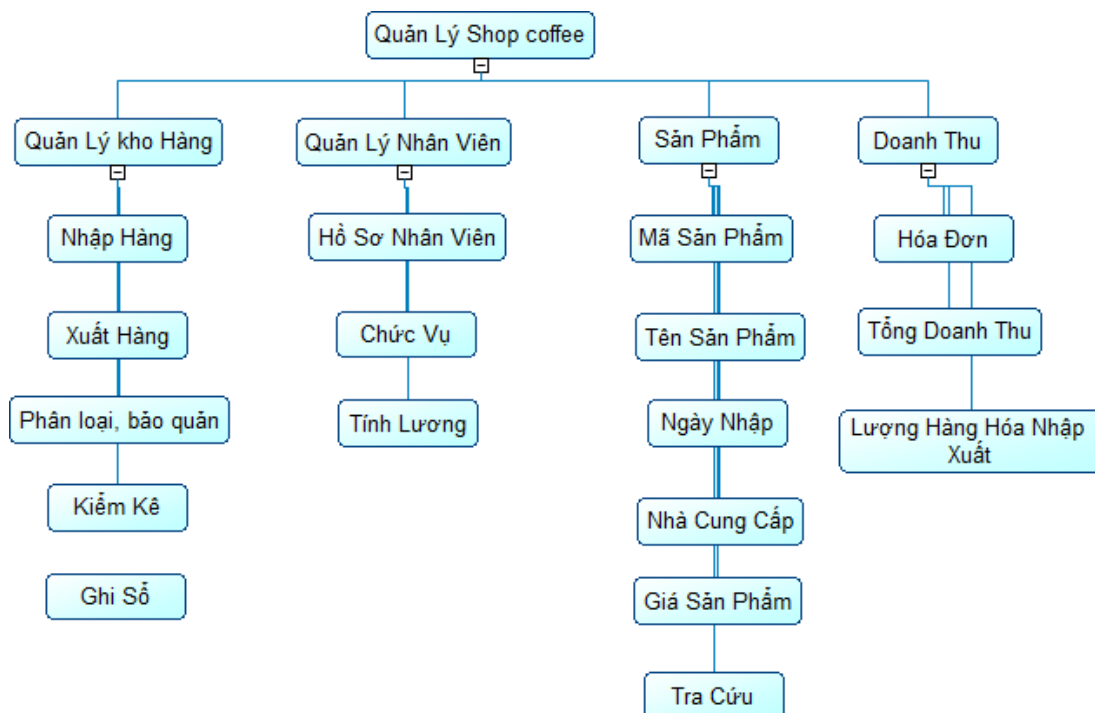 Quản Lý Shop coffee
Quản Lý kho Hàng
Quản Lý Nhân Viên
Sản Phẩm
Doanh Thu
Nhập Hàng
Hồ Sơ Nhân Viên
Mã Sản Phẩm
Hóa Đơn
Xuất Hàng
Chức Vụ
Tên Sản Phẩm
Tổng Doanh Thu
Phân loại, bảo quản
Tính Lương
Ngày Nhập
Lượng Hàng Hóa Nhập
Xuất
Kiểm Kê
Nhà Cung Cấp
Ghi Sổ
Giá Sản Phẩm
Tra Cứu